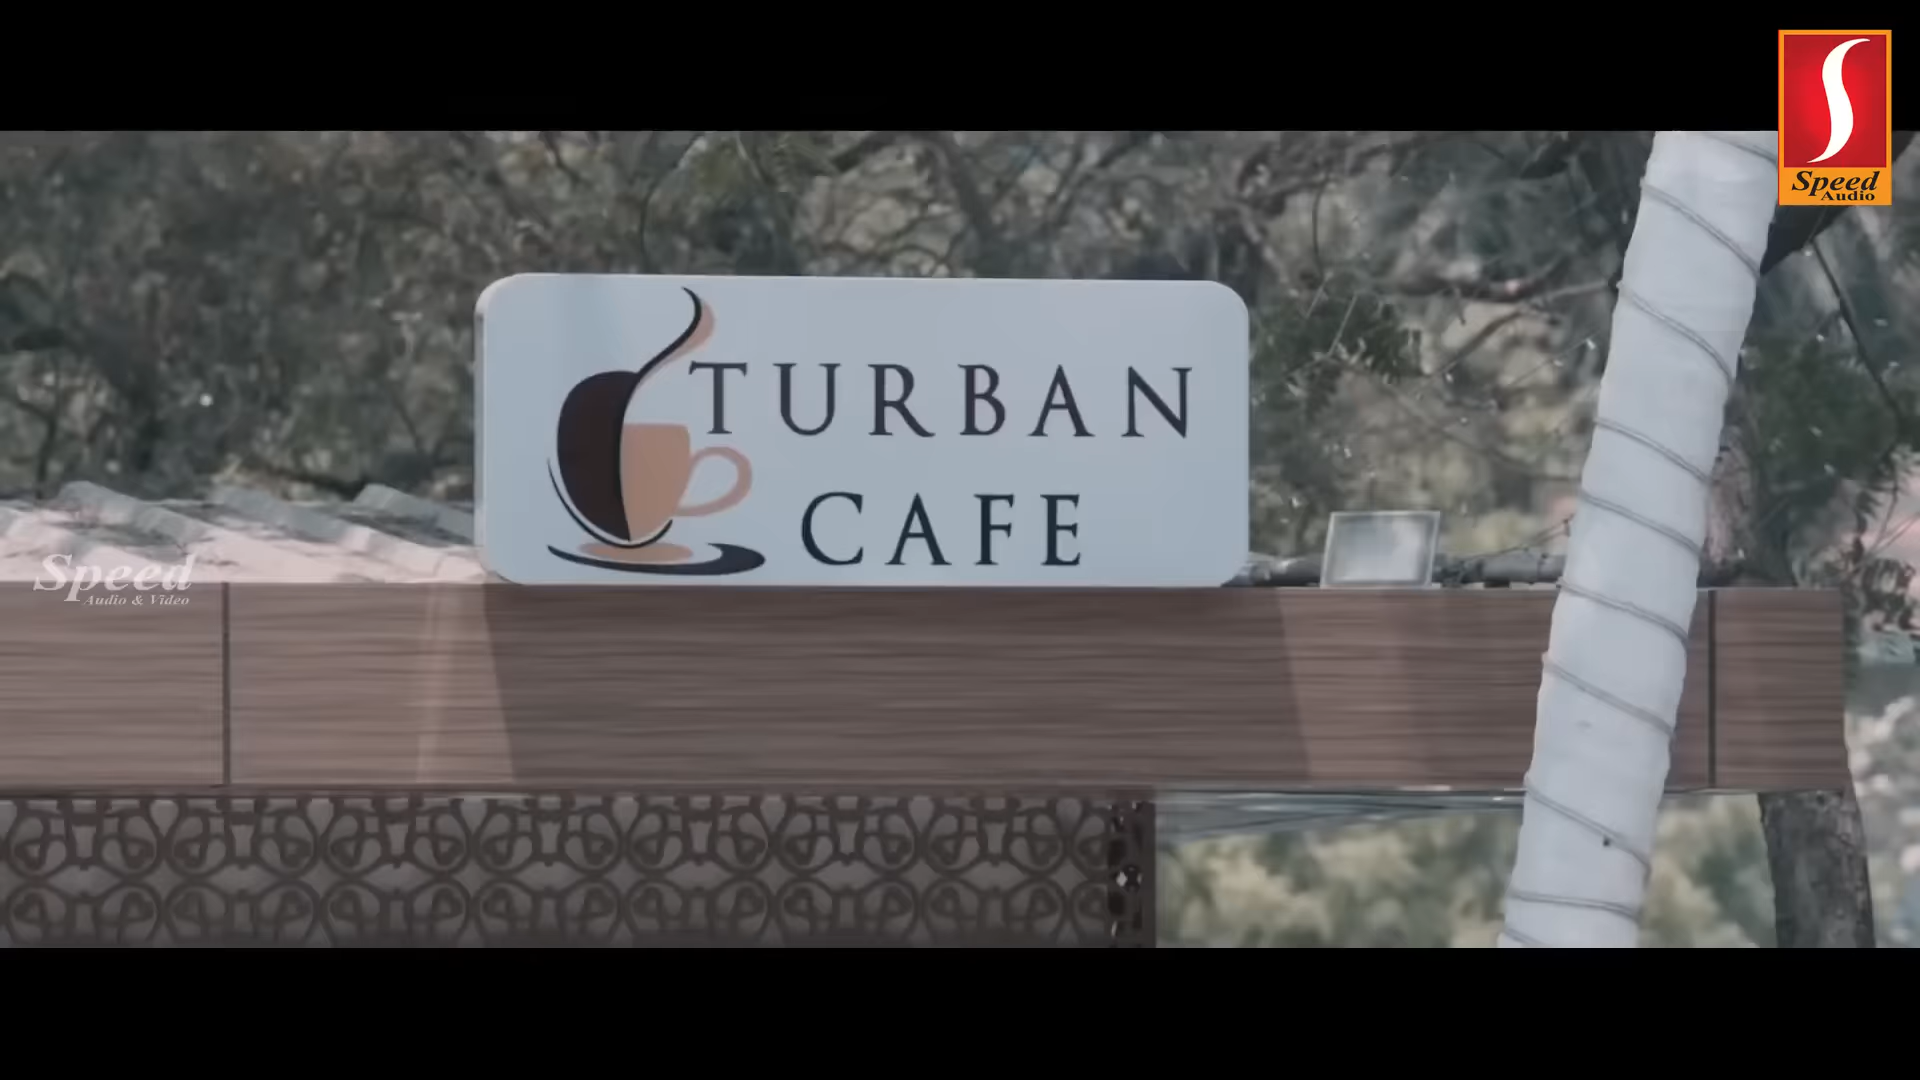 Speed
Audio
TURBAN
CAFE
Speed
Audio & Video